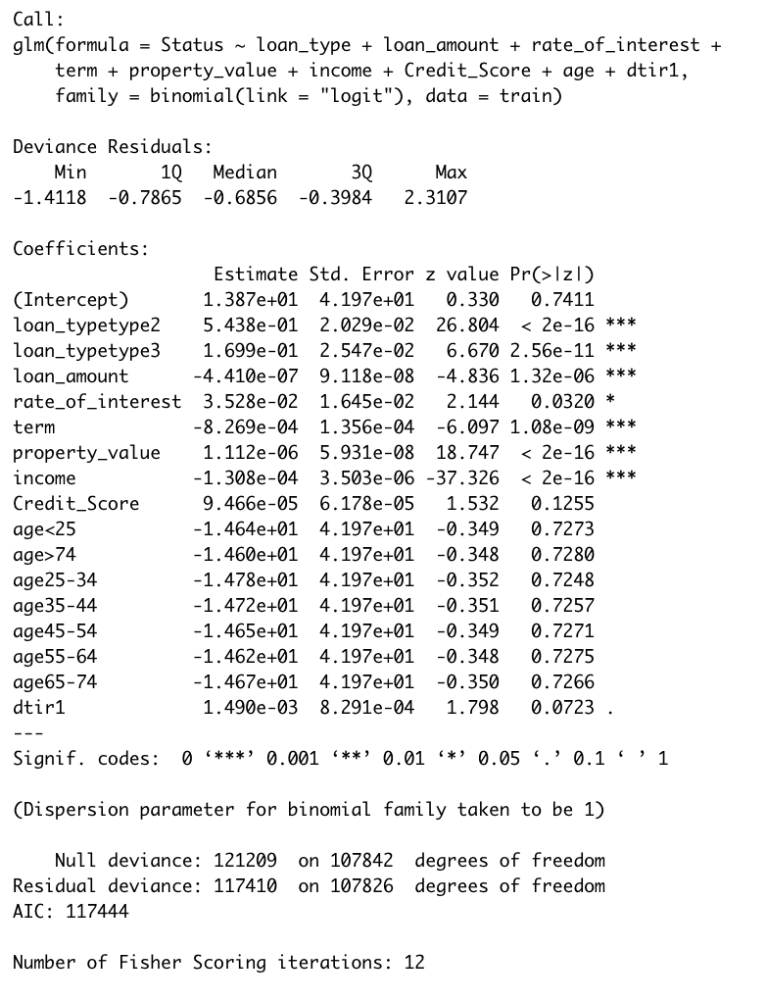 Call:
glm(formula = Status ~ loan_type + loan_amount + rate_of_interest +
    term + property_value + income + Credit_Score + age + dtir1,
    family = binomial(link = "logit"), data = train)

Deviance Residuals:
    Min       1Q   Median       3Q      Max
-1.4118  -0.7865  -0.6856  -0.3984   2.3107

Coefficients:
                   Estimate Std. Error z value Pr(>|z|)
(Intercept)       1.387e+01  4.197e+01   0.330   0.7411
loan_typetype2    5.438e-01  2.029e-02  26.804  < 2e-16 ***
loan_typetype3    1.699e-01  2.547e-02   6.670 2.56e-11 ***
loan_amount      -4.410e-07  9.118e-08  -4.836 1.32e-06 ***
rate_of_interest  3.528e-02  1.645e-02   2.144   0.0320 *
term             -8.269e-04  1.356e-04  -6.097 1.08e-09 ***
property_value    1.112e-06  5.931e-08  18.747  < 2e-16 ***
income           -1.308e-04  3.503e-06 -37.326  < 2e-16 ***
Credit_Score      9.466e-05  6.178e-05   1.532   0.1255
age<25           -1.464e+01  4.197e+01  -0.349   0.7273
age>74           -1.460e+01  4.197e+01  -0.348   0.7280
age25-34         -1.478e+01  4.197e+01  -0.352   0.7248
age35-44         -1.472e+01  4.197e+01  -0.351   0.7257
age45-54         -1.465e+01  4.197e+01  -0.349   0.7271
age55-64         -1.462e+01  4.197e+01  -0.348   0.7275
age65-74         -1.467e+01  4.197e+01  -0.350   0.7266
dtir1             1.490e-03  8.291e-04   1.798   0.0723 .
---
Signif. codes:  0 ‘***’ 0.001 ‘**’ 0.01 ‘*’ 0.05 ‘.’ 0.1 ‘ ’ 1

(Dispersion parameter for binomial family taken to be 1)

    Null deviance: 121209  on 107842  degrees of freedom
Residual deviance: 117410  on 107826  degrees of freedom
AIC: 117444

Number of Fisher Scoring iterations: 12